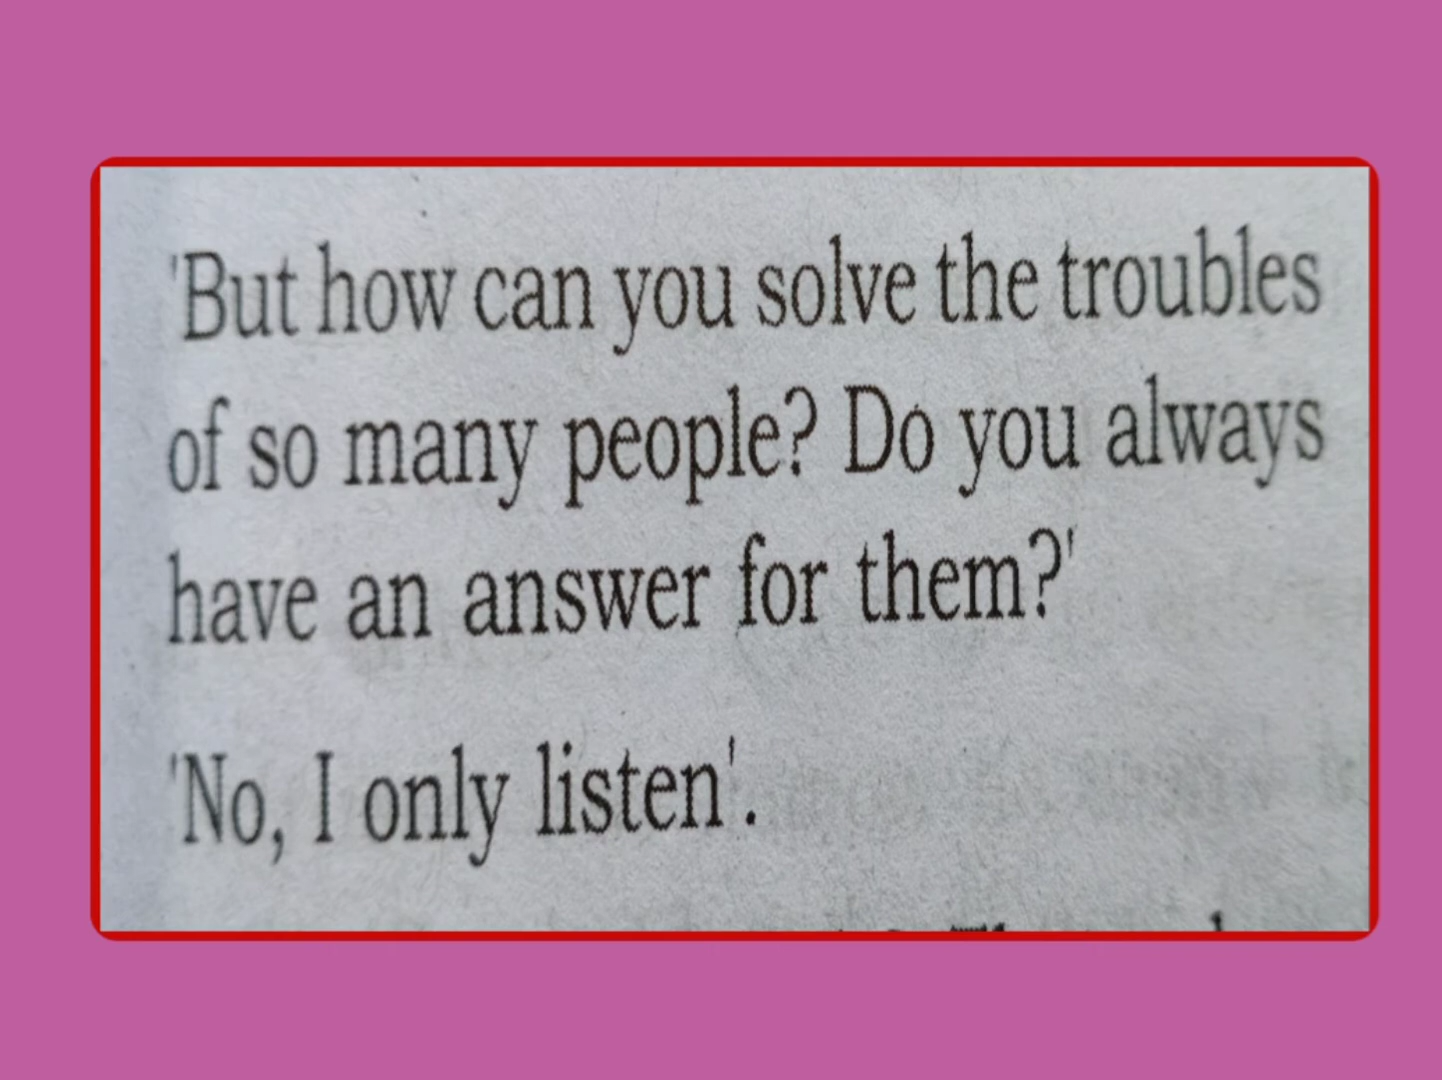 'But how can you solve the troubles
of so many people? Do you always
have an answer for them?'
'No, I only listen'.